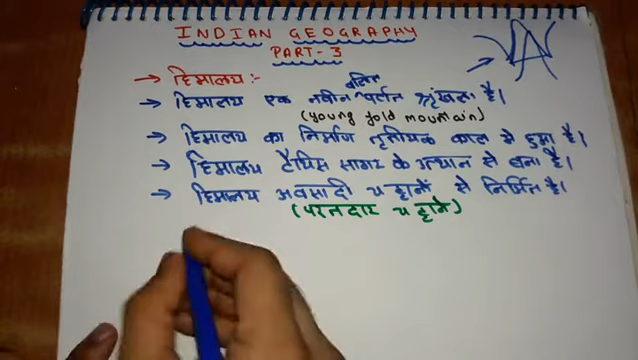 INDIAN GEOGRAPHY
PART-3
→ हिमालय :-
→ हिमालय एक नवीन वलित पर्वत श्रृंखला है।
(young fold mountain)
→ हिमालय का निर्माण तृतीयक काल मे हुआ है।
→ हिमालय टैथिस सागर के उत्थान से बना है।
→ हिमालय अवसादी चट्टानों से निर्मित है।
(परतदार चट्टाने)